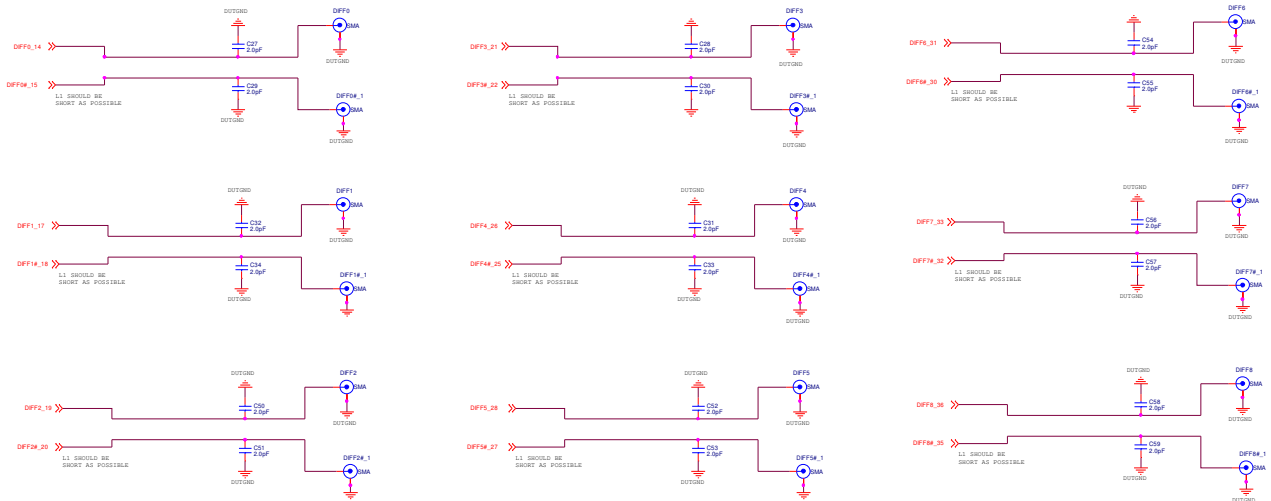 DUTGND
DIFF0
SMA
DIFF0_14
C27
2.0pF
DUTGND
DIFF0#_15
C29
2.0pF
L1 SHOULD BE
SHORT AS POSSIBLE
DIFF0#_1
SMA
DUTGND
DUTGND
DUTGND
DIFF3
SMA
DIFF3_21
C28
2.0pF
DUTGND
DIFF3#_22
C30
2.0pF
L1 SHOULD BE
SHORT AS POSSIBLE
DIFF3#_1
SMA
DUTGND
DUTGND
DUTGND
DIFF6
SMA
DIFF6_31
C54
2.0pF
DUTGND
DIFF6#_30
C55
2.0pF
L1 SHOULD BE
SHORT AS POSSIBLE
DIFF6#_1
SMA
DUTGND
DUTGND
DUTGND
DIFF1
SMA
DIFF1_17
C32
2.0pF
DUTGND
DIFF1#_18
C34
2.0pF
L1 SHOULD BE
SHORT AS POSSIBLE
DIFF1#_1
SMA
DUTGND
DUTGND
DUTGND
DIFF4
SMA
DIFF4_26
C31
2.0pF
DUTGND
DIFF4#_25
C33
2.0pF
L1 SHOULD BE
SHORT AS POSSIBLE
DIFF4#_1
SMA
DUTGND
DUTGND
DUTGND
DIFF7
SMA
DIFF7_33
C56
2.0pF
DUTGND
DIFF7#_32
C57
2.0pF
L1 SHOULD BE
SHORT AS POSSIBLE
DIFF7#_1
SMA
DUTGND
DUTGND
DUTGND
DIFF2
SMA
DIFF2_19
C50
2.0pF
DUTGND
DIFF2#_20
C51
2.0pF
L1 SHOULD BE
SHORT AS POSSIBLE
DIFF2#_1
SMA
DUTGND
DUTGND
DIFF5
SMA
DIFF5_28
C52
2.0pF
DUTGND
DIFF5#_27
C53
2.0pF
L1 SHOULD BE
SHORT AS POSSIBLE
DIFF5#_1
SMA
DUTGND
DUTGND
DIFF8
SMA
DIFF8_36
C58
2.0pF
DUTGND
DIFF8#_35
C59
2.0pF
L1 SHOULD BE
SHORT AS POSSIBLE
DIFF8#_1
SMA
DUTGND
DUTGND